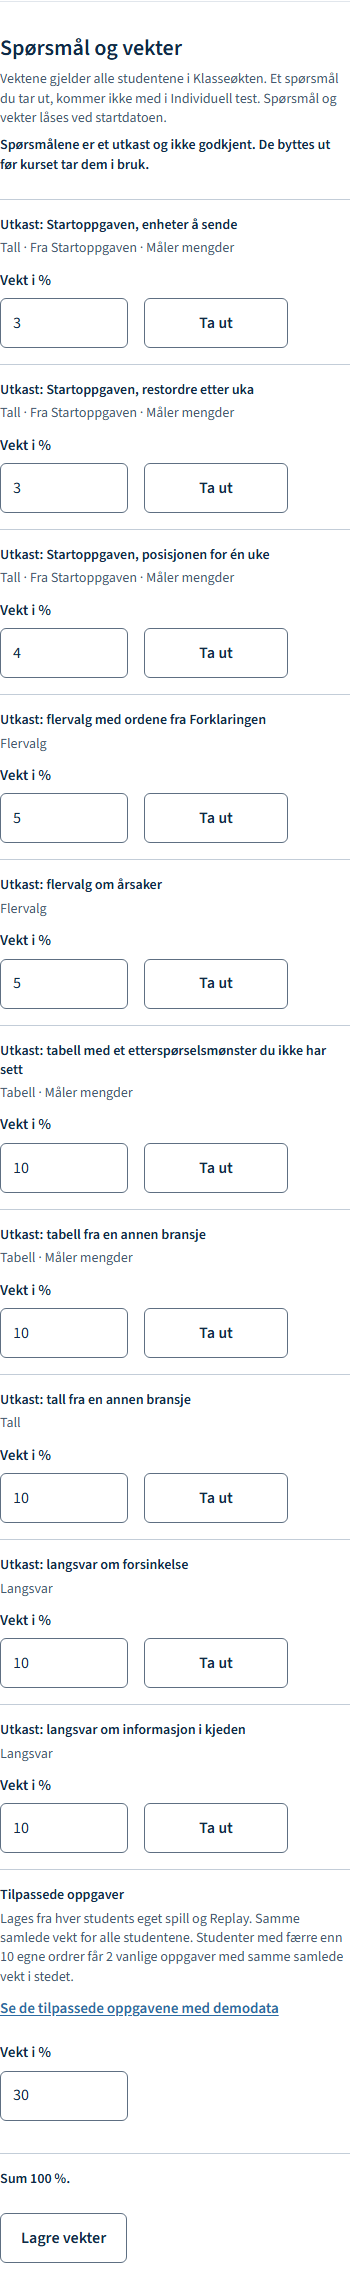 Spørsmål og vekter
Vektene gjelder alle studentene i Klasseøkten. Et spørsmål
du tar ut, kommer ikke med i Individuell test. Spørsmål og
vekter låses ved startdatoen.
Spørsmålene er et utkast og ikke godkjent. De byttes ut
før kurset tar dem i bruk.
Utkast: Startoppgaven, enheter å sende
Tall · Fra Startoppgaven · Måler mengder
Vekt i %
3 Ta ut
Utkast: Startoppgaven, restordre etter uka
Tall · Fra Startoppgaven · Måler mengder
Vekt i %
3 Ta ut
Utkast: Startoppgaven, posisjonen for én uke
Tall · Fra Startoppgaven · Måler mengder
Vekt i %
4 Ta ut
Utkast: flervalg med ordene fra Forklaringen
Flervalg
Vekt i %
5 Ta ut
Utkast: flervalg om årsaker
Flervalg
Vekt i %
5 Ta ut
Utkast: tabell med et etterspørselsmønster du ikke har
sett
Tabell · Måler mengder
Vekt i %
10 Ta ut
Utkast: tabell fra en annen bransje
Tabell · Måler mengder
Vekt i %
10 Ta ut
Utkast: tall fra en annen bransje
Tall
Vekt i %
10 Ta ut
Utkast: langsvar om forsinkelse
Langsvar
Vekt i %
10 Ta ut
Utkast: langsvar om informasjon i kjeden
Langsvar
Vekt i %
10 Ta ut
Tilpassede oppgaver
Lages fra hver students eget spill og Replay. Samme
samlede vekt for alle studentene. Studenter med færre enn
10 egne ordrer får 2 vanlige oppgaver med samme samlede
vekt i stedet.
Se de tilpassede oppgavene med demodata
Vekt i %
30
Sum 100 %.
Lagre vekter